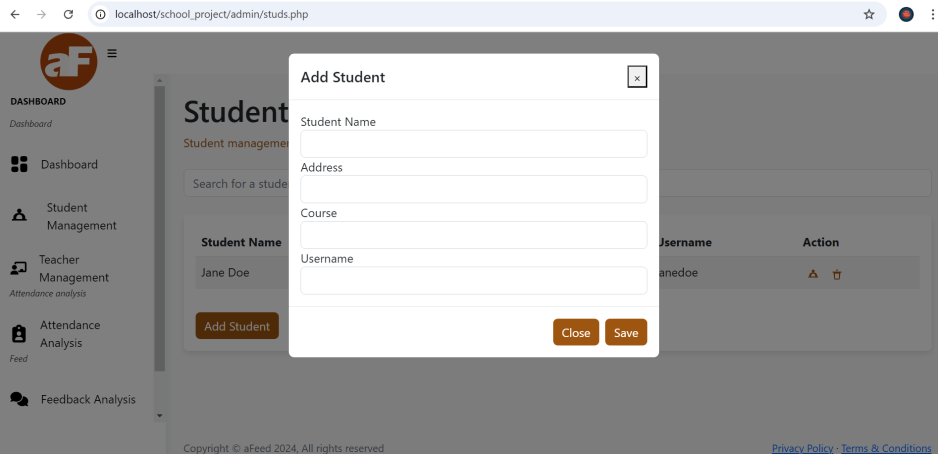 localhost/school_project/admin/studs.php
aF
DASHBOARD
Dashboard
Dashboard
Student
Management
Teacher
Management
Attendance analysis
Attendance
Analysis
Feed
Feedback Analysis
Student
Student managemen
Search for a stude
Student Name
Username
Action
Jane Doe
anedoe
Add Student
Add Student
×
Student Name
Address
Course
Username
Close
Save
Copyright © aFeed 2024, All rights reserved
Privacy Policy · Terms & Conditions